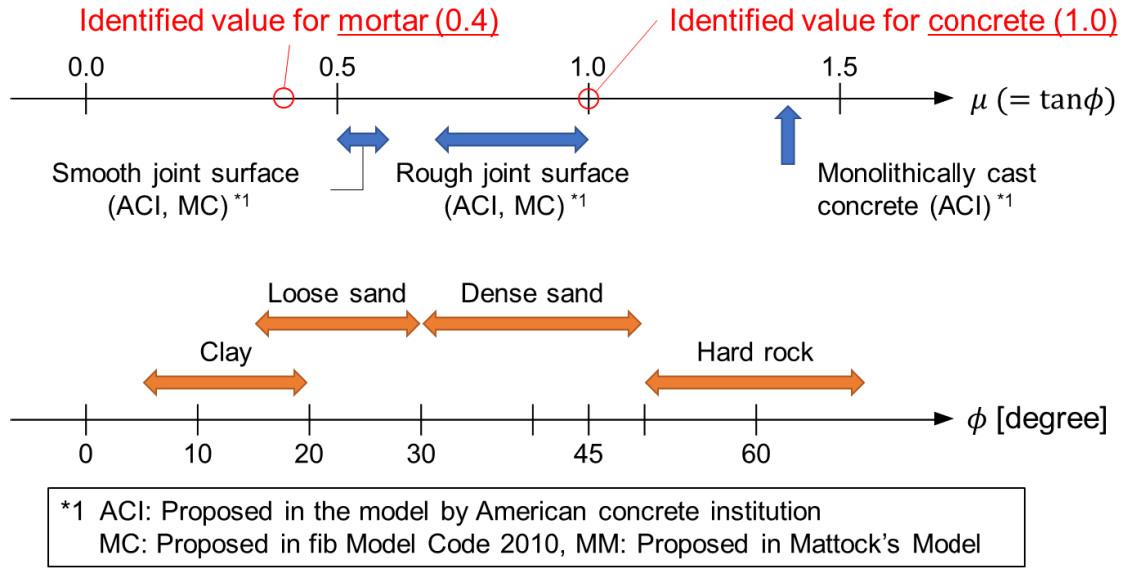 Identified value for mortar (0.4)
Identified value for concrete (1.0)
0.0 0.5 1.0 1.5
μ (= tanϕ)
Smooth joint surface
(ACI, MC) *1
Rough joint surface
(ACI, MC) *1
Monolithically cast
concrete (ACI) *1
Loose sand
Dense sand
Clay
Hard rock
ϕ [degree]
0 10 20 30 45 60
*1 ACI: Proposed in the model by American concrete institution
MC: Proposed in fib Model Code 2010, MM: Proposed in Mattock's Model